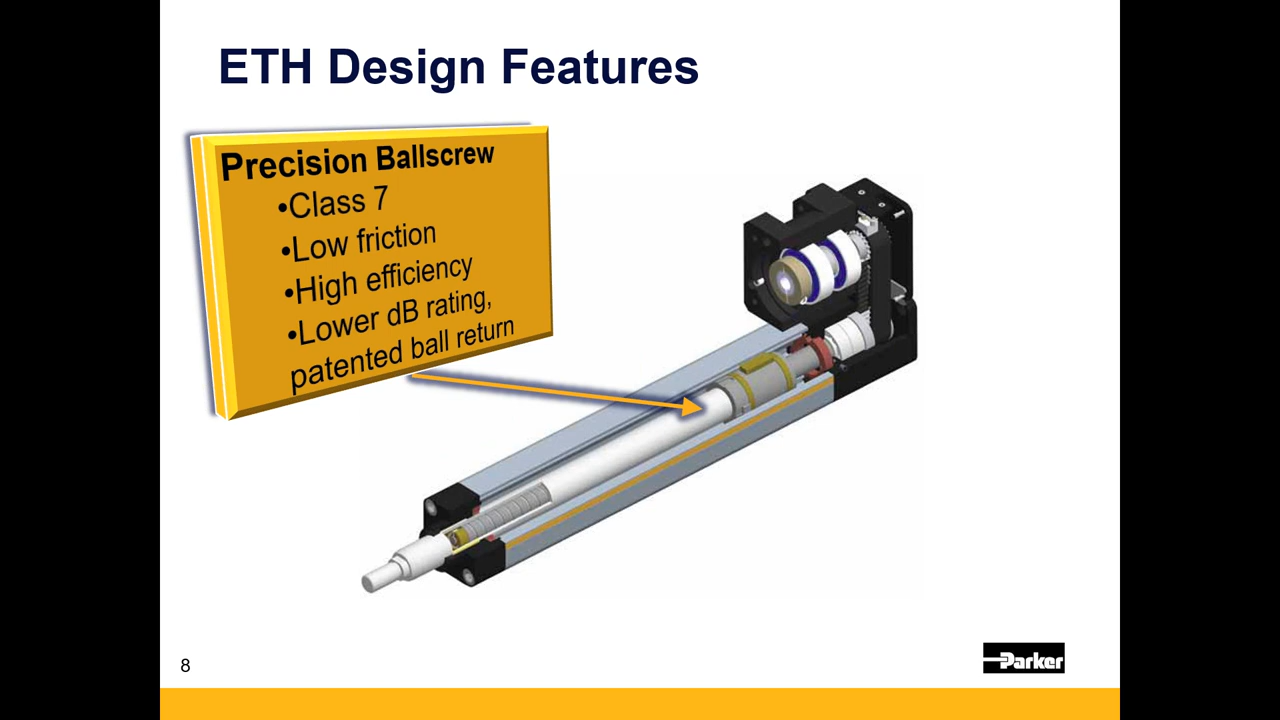 ETH Design Features
Precision Ballscrew
•Class 7
•Low friction
•High efficiency
•Lower dB rating,
patented ball return
8
Parker